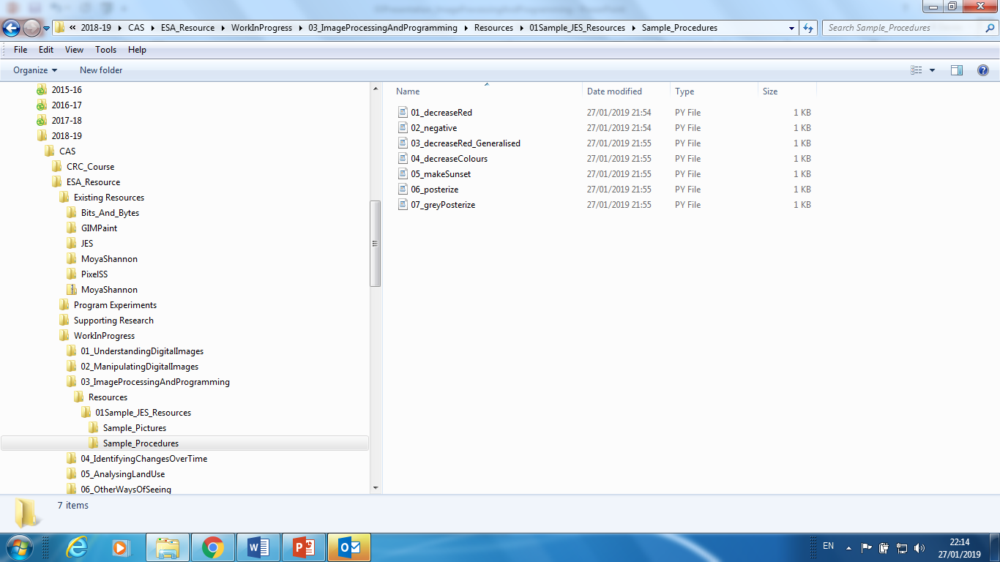 « 2018-19 ▸ CAS ▸ ESA_Resource ▸ WorkInProgress ▸ 03_ImageProcessingAndProgramming ▸ Resources ▸ 01Sample_JES_Resources ▸ Sample_Procedures
Search Sample_Procedures
File Edit View Tools Help
Organize New folder
2015-16
2016-17
2017-18
2018-19
CAS
CRC_Course
ESA_Resource
Existing Resources
Bits_And_Bytes
GIMPaint
JES
MoyaShannon
PixelSS
MoyaShannon
Program Experiments
Supporting Research
WorkInProgress
01_UnderstandingDigitalImages
02_ManipulatingDigitalImages
03_ImageProcessingAndProgramming
Resources
01Sample_JES_Resources
Sample_Pictures
Sample_Procedures
04_IdentifyingChangesOverTime
05_AnalysingLandUse
06_OtherWaysOfSeeing
Name Date modified Type Size
01_decreaseRed 27/01/2019 21:54 PY File 1 KB
02_negative 27/01/2019 21:54 PY File 1 KB
03_decreaseRed_Generalised 27/01/2019 21:55 PY File 1 KB
04_decreaseColours 27/01/2019 21:55 PY File 1 KB
05_makeSunset 27/01/2019 21:55 PY File 1 KB
06_posterize 27/01/2019 21:55 PY File 1 KB
07_greyPosterize 27/01/2019 21:55 PY File 1 KB
7 items
EN
22:14
27/01/2019